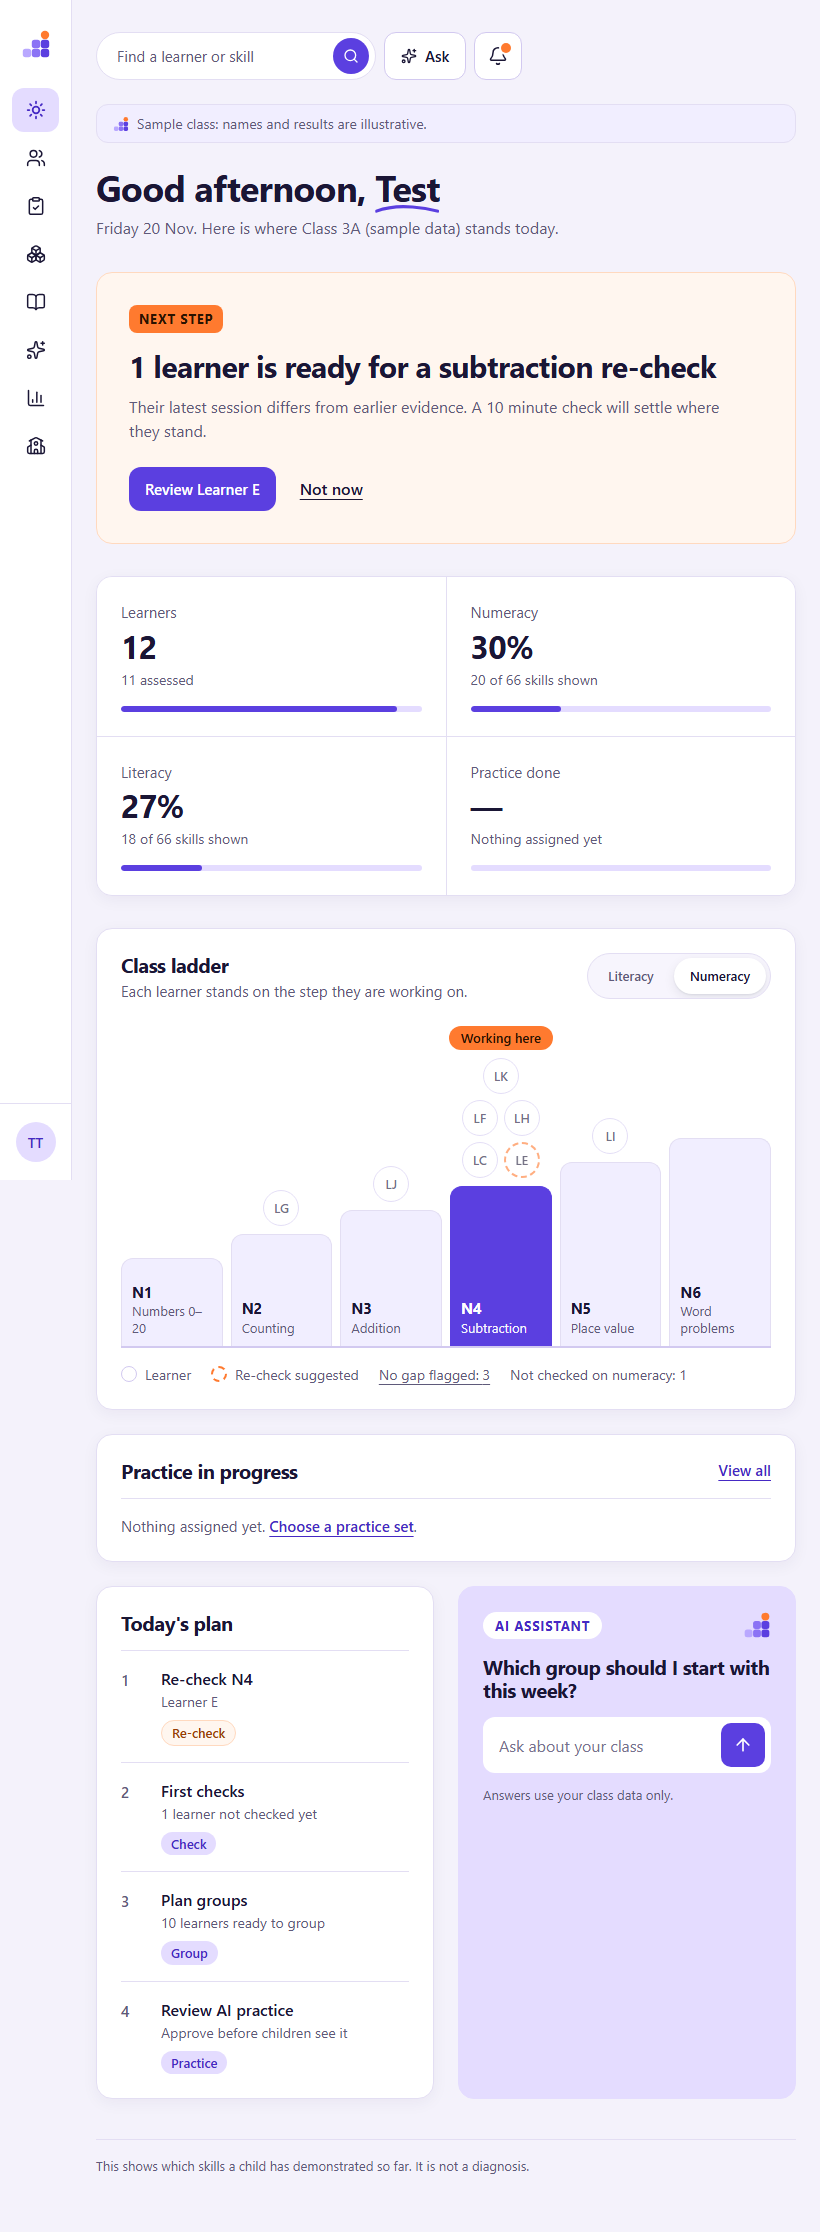 Find a learner or skill
Ask
Sample class: names and results are illustrative.
Good afternoon, Test
Friday 20 Nov. Here is where Class 3A (sample data) stands today.
NEXT STEP
1 learner is ready for a subtraction re-check
Their latest session differs from earlier evidence. A 10 minute check will settle where
they stand.
Review Learner E
Not now
Learners
12
11 assessed
Numeracy
30%
20 of 66 skills shown
Literacy
27%
18 of 66 skills shown
Practice done
—
Nothing assigned yet
Class ladder
Each learner stands on the step they are working on.
Literacy
Numeracy
Working here
LK
LF
LH
LI
LC
LE
LJ
LG
N1
Numbers 0–
20
N2
Counting
N3
Addition
N4
Subtraction
N5
Place value
N6
Word
problems
Learner
Re-check suggested
No gap flagged: 3
Not checked on numeracy: 1
TT
Practice in progress
View all
Nothing assigned yet. Choose a practice set.
Today's plan
1
Re-check N4
Learner E
Re-check
2
First checks
1 learner not checked yet
Check
3
Plan groups
10 learners ready to group
Group
4
Review AI practice
Approve before children see it
Practice
AI ASSISTANT
Which group should I start with
this week?
Ask about your class
Answers use your class data only.
This shows which skills a child has demonstrated so far. It is not a diagnosis.